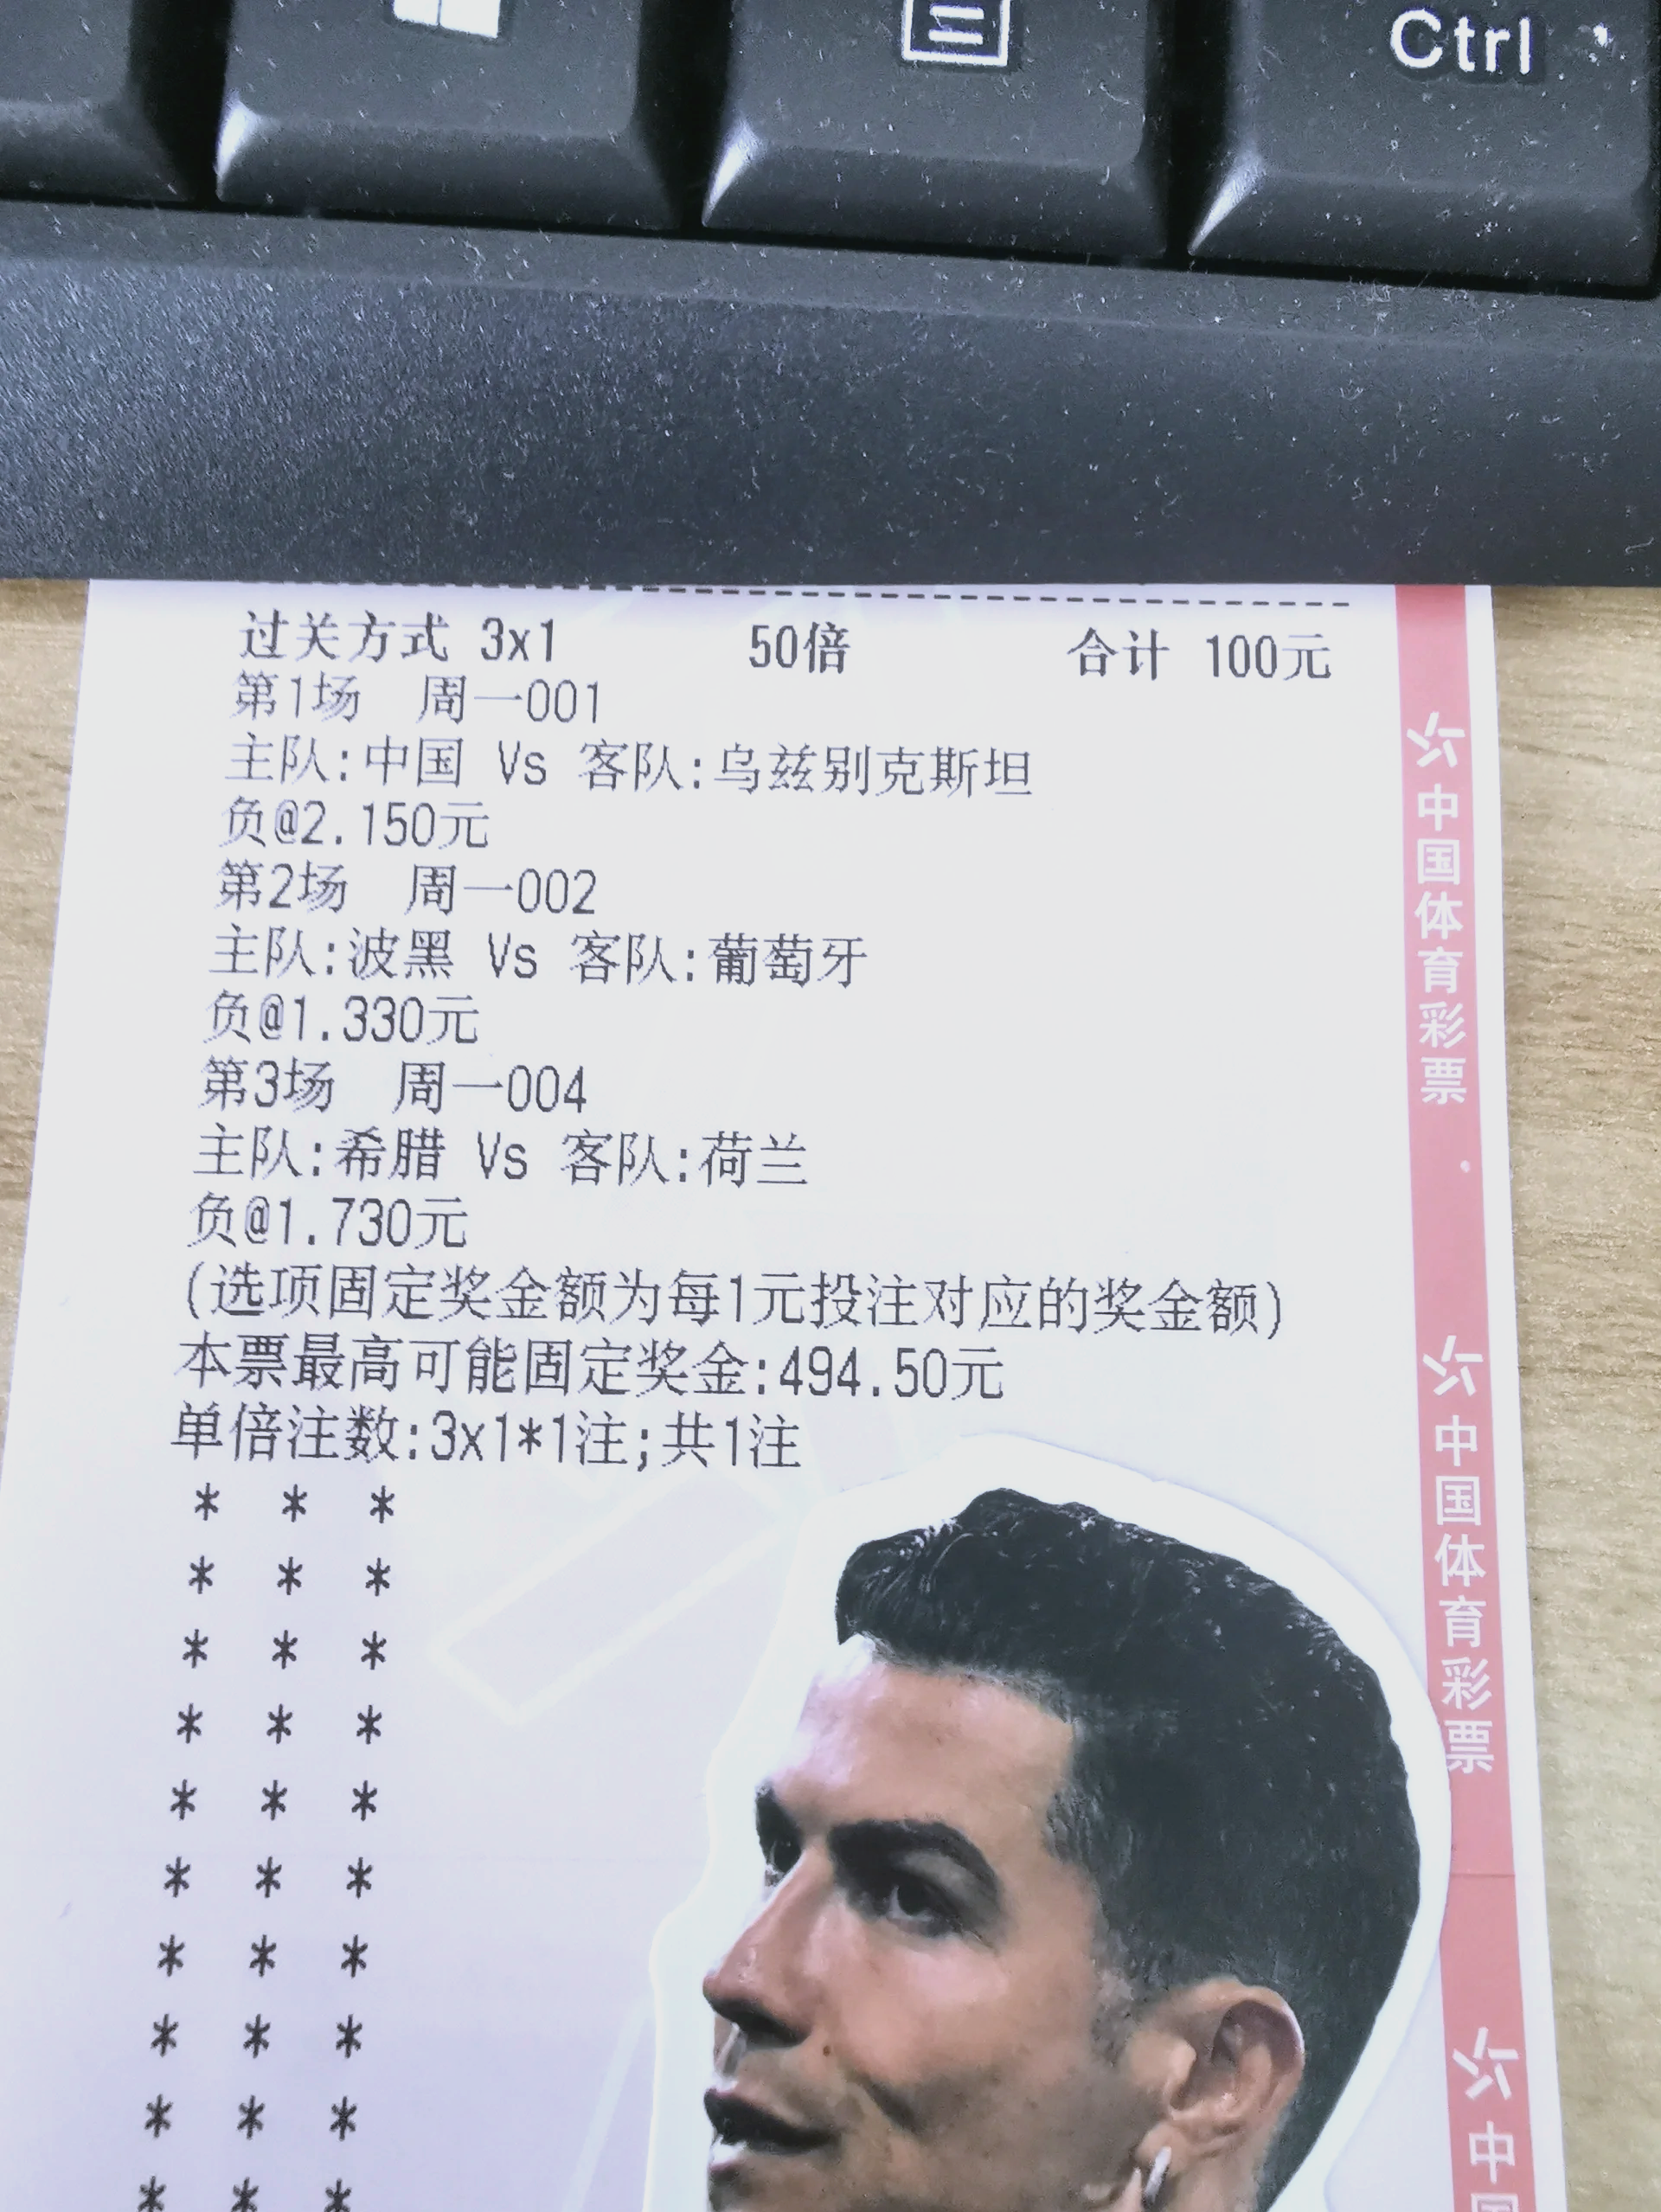 Ctrl
过关方式 3x1 50倍 合计 100元
第1场 周一001
主队:中国 Vs 客队:乌兹别克斯坦
负@2.150元
第2场 周一002
主队:波黑 Vs 客队:葡萄牙
负@1.330元
第3场 周一004
主队:希腊 Vs 客队:荷兰
负@1.730元
(选项固定奖金额为每1元投注对应的奖金额)
本票最高可能固定奖金:494.50元
单倍注数:3x1*1注;共1注
* * *
* * *
* * *
* * *
* * *
* * *
* * *
* * *
* * *
* * *
中国体育彩票
中国体育彩票
中国